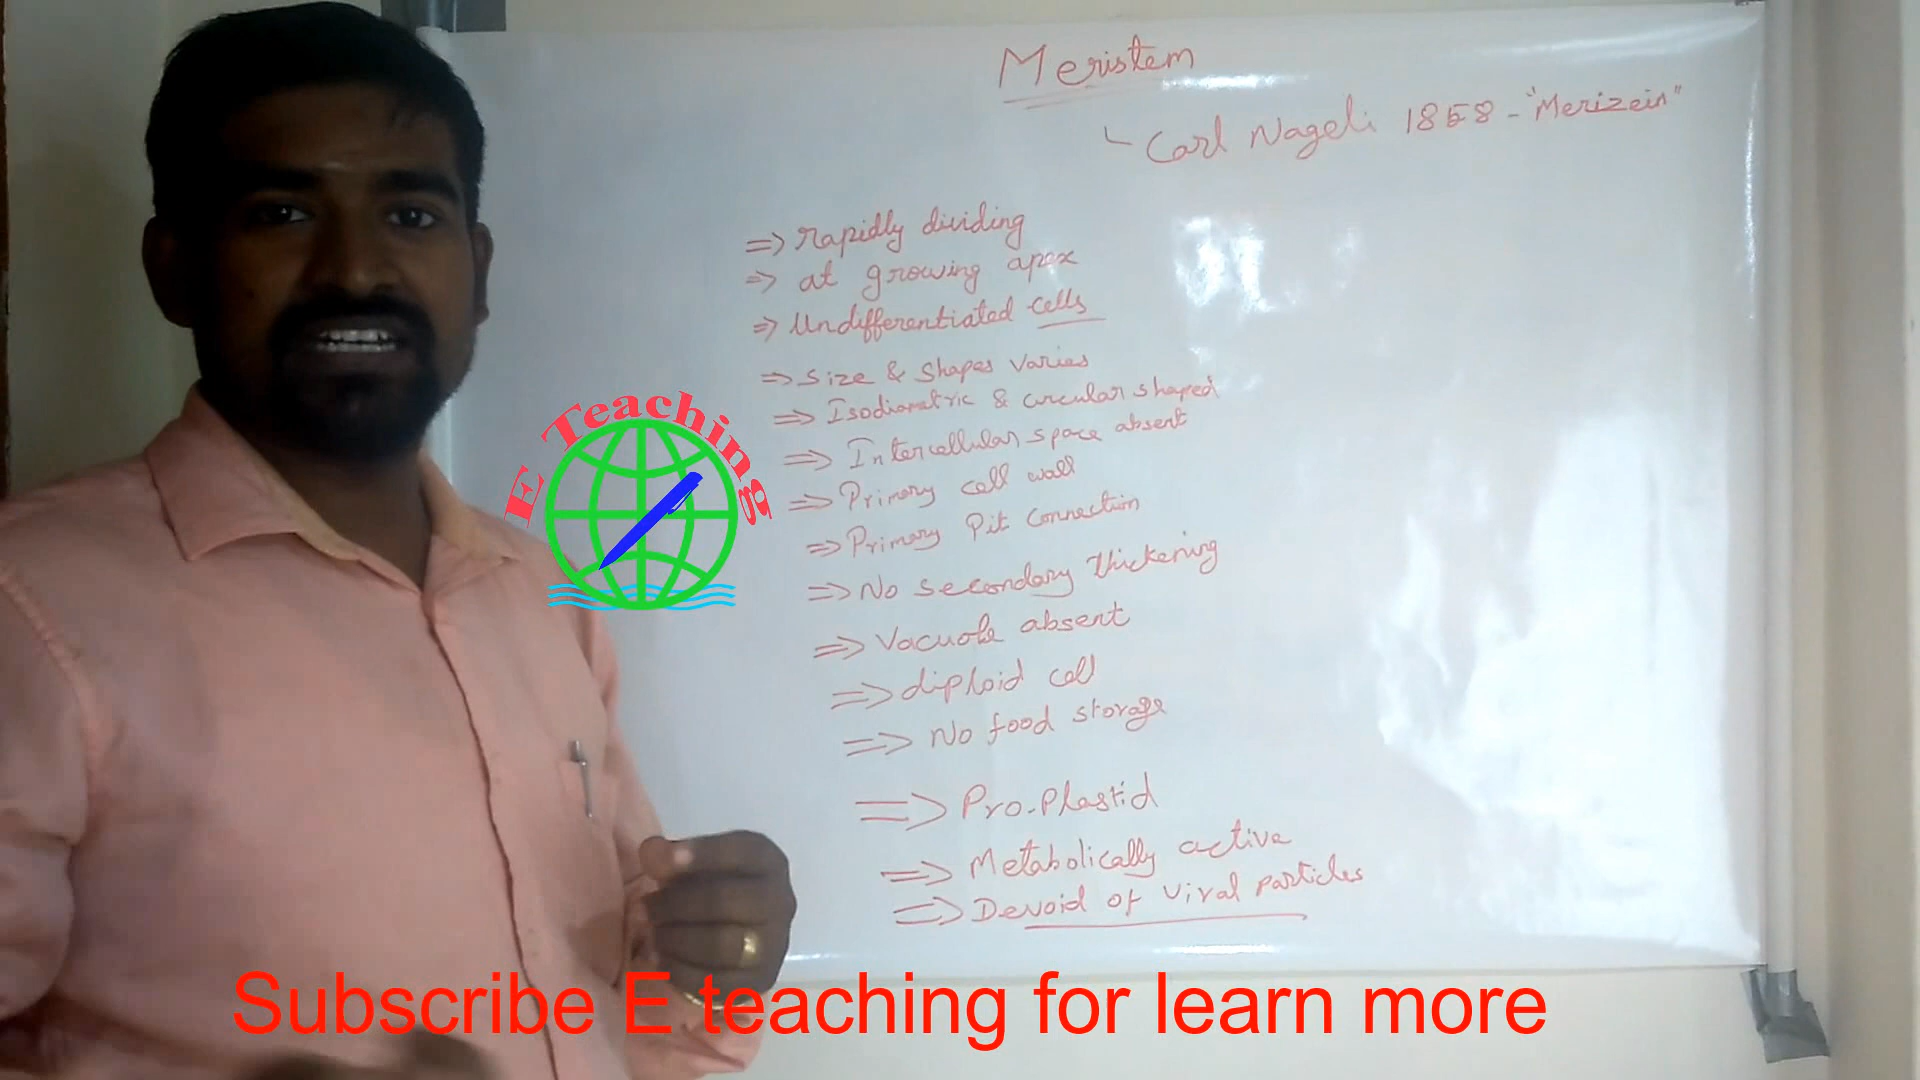 Meristem
Carl Nageli 1858 - "Merizein"
=> rapidly dividing
=> at growing apex
=> Undifferentiated cells
=> Size & Shapes Varies
=> Isodiametric & circular shaped
=> Intercellular space absent
=> Primary cell wall
=> Primary Pit connection
=> No secondary thickening
=> Vacuole absent
=> diploid cell
=> No food storage
=> Pro-Plastid
=> Metabolically active
=> Devoid of Viral particles
E Teaching
Subscribe E teaching for learn more